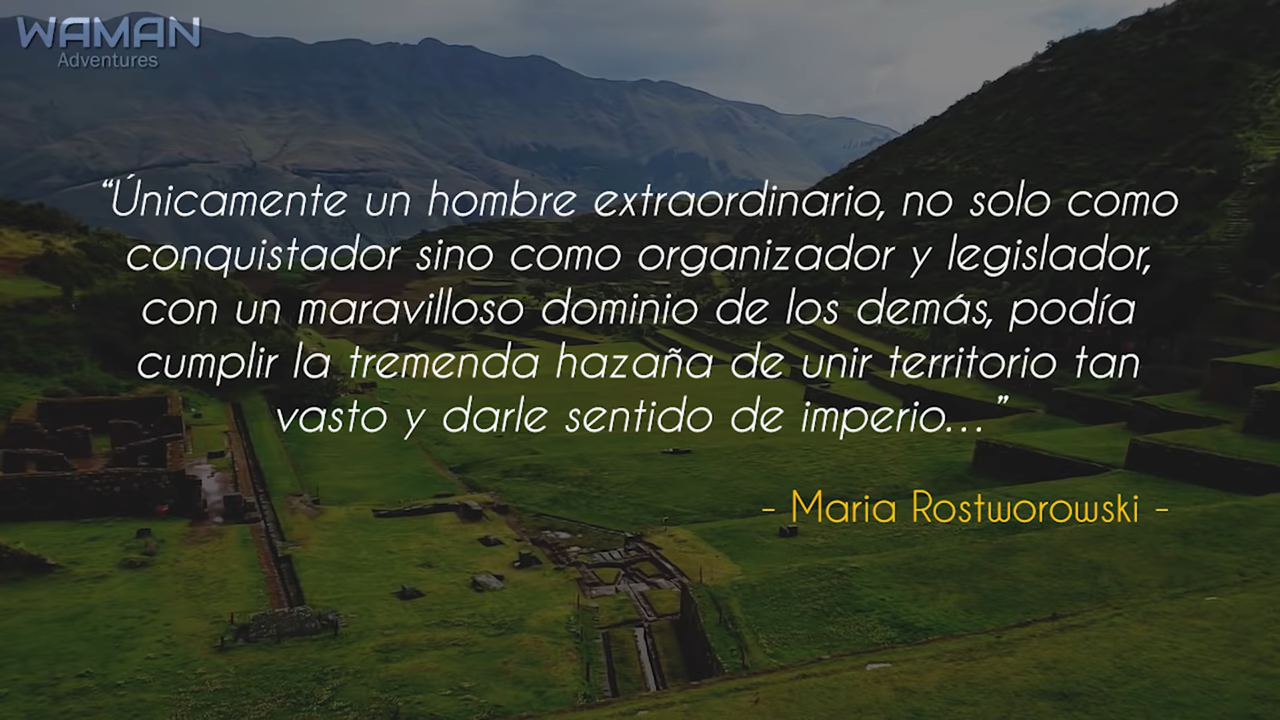 WAMAN
Adventures
“Únicamente un hombre extraordinario, no solo como
conquistador sino como organizador y legislador,
con un maravilloso dominio de los demás, podía
cumplir la tremenda hazaña de unir territorio tan
vasto y darle sentido de imperio...”
- Maria Rostworowski -